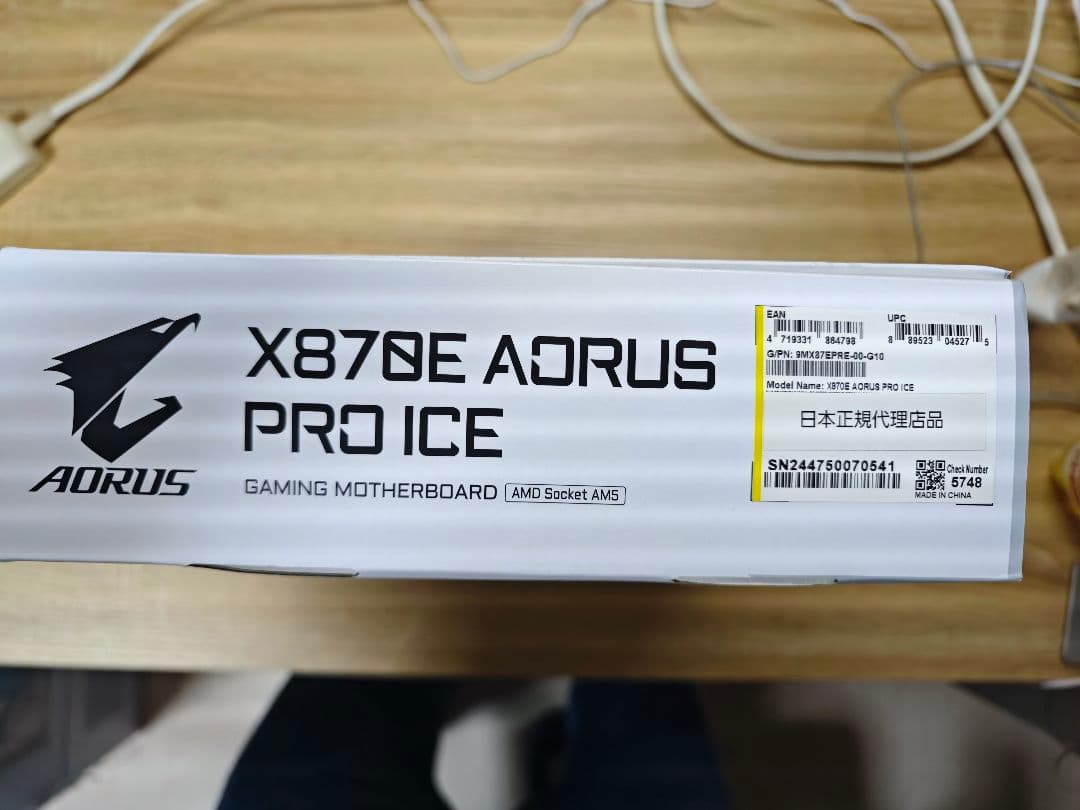 X870E AORUS
PRO ICE
GAMING MOTHERBOARD AMD Socket AM5
AORUS
EAN
4 719331 864798
UPC
8 89523 04527 5
G/PN: 9MX87EPRE-00-G10
Model Name: X870E AORUS PRO ICE
日本正規代理店品
SN244750070541
Check Number
5748
MADE IN CHINA